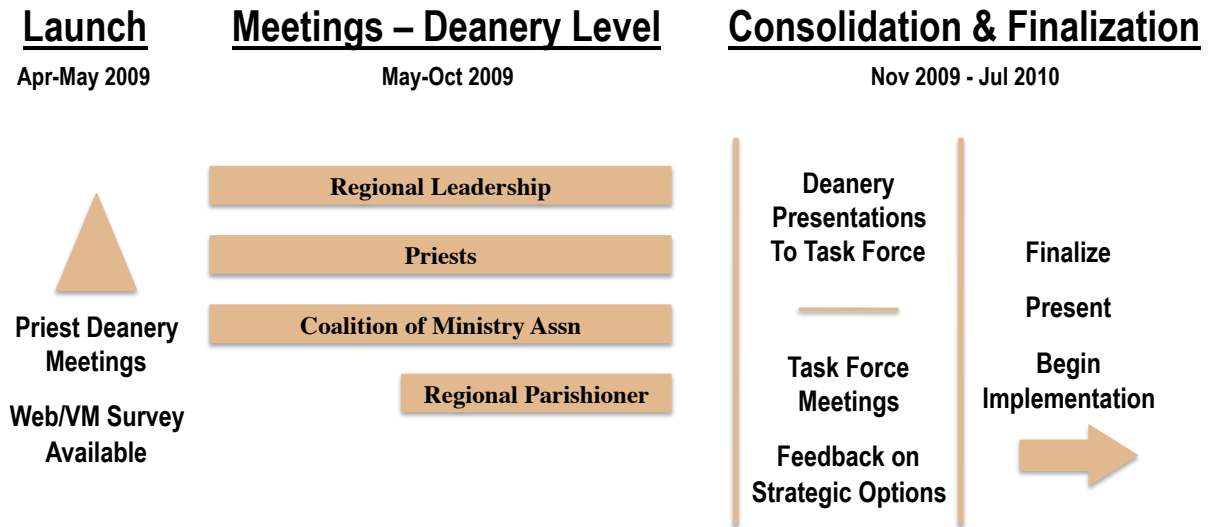 Launch
Apr-May 2009
Priest Deanery
Meetings
Web/VM Survey
Available
Meetings – Deanery Level
May-Oct 2009
Regional Leadership
Priests
Coalition of Ministry Assn
Regional Parishioner
Consolidation & Finalization
Nov 2009 - Jul 2010
Deanery
Presentations
To Task Force
Task Force
Meetings
Feedback on
Strategic Options
Finalize
Present
Begin
Implementation